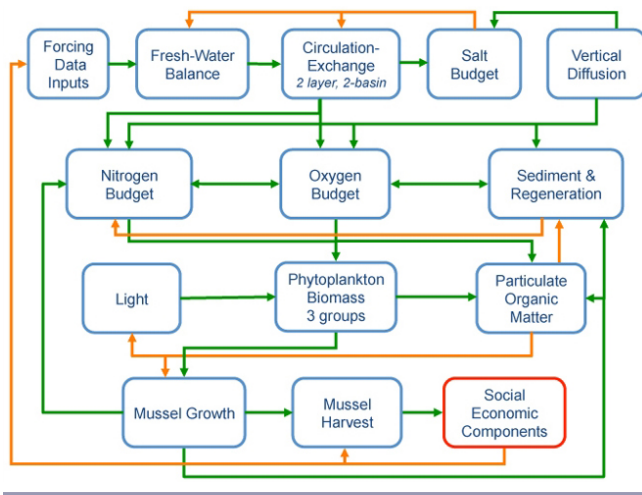 Forcing
Data
Inputs
Fresh-Water
Balance
Circulation-
Exchange
2 layer, 2-basin
Salt
Budget
Vertical
Diffusion
Nitrogen
Budget
Oxygen
Budget
Sediment &
Regeneration
Light
Phytoplankton
Biomass
3 groups
Particulate
Organic
Matter
Mussel Growth
Mussel
Harvest
Social
Economic
Components